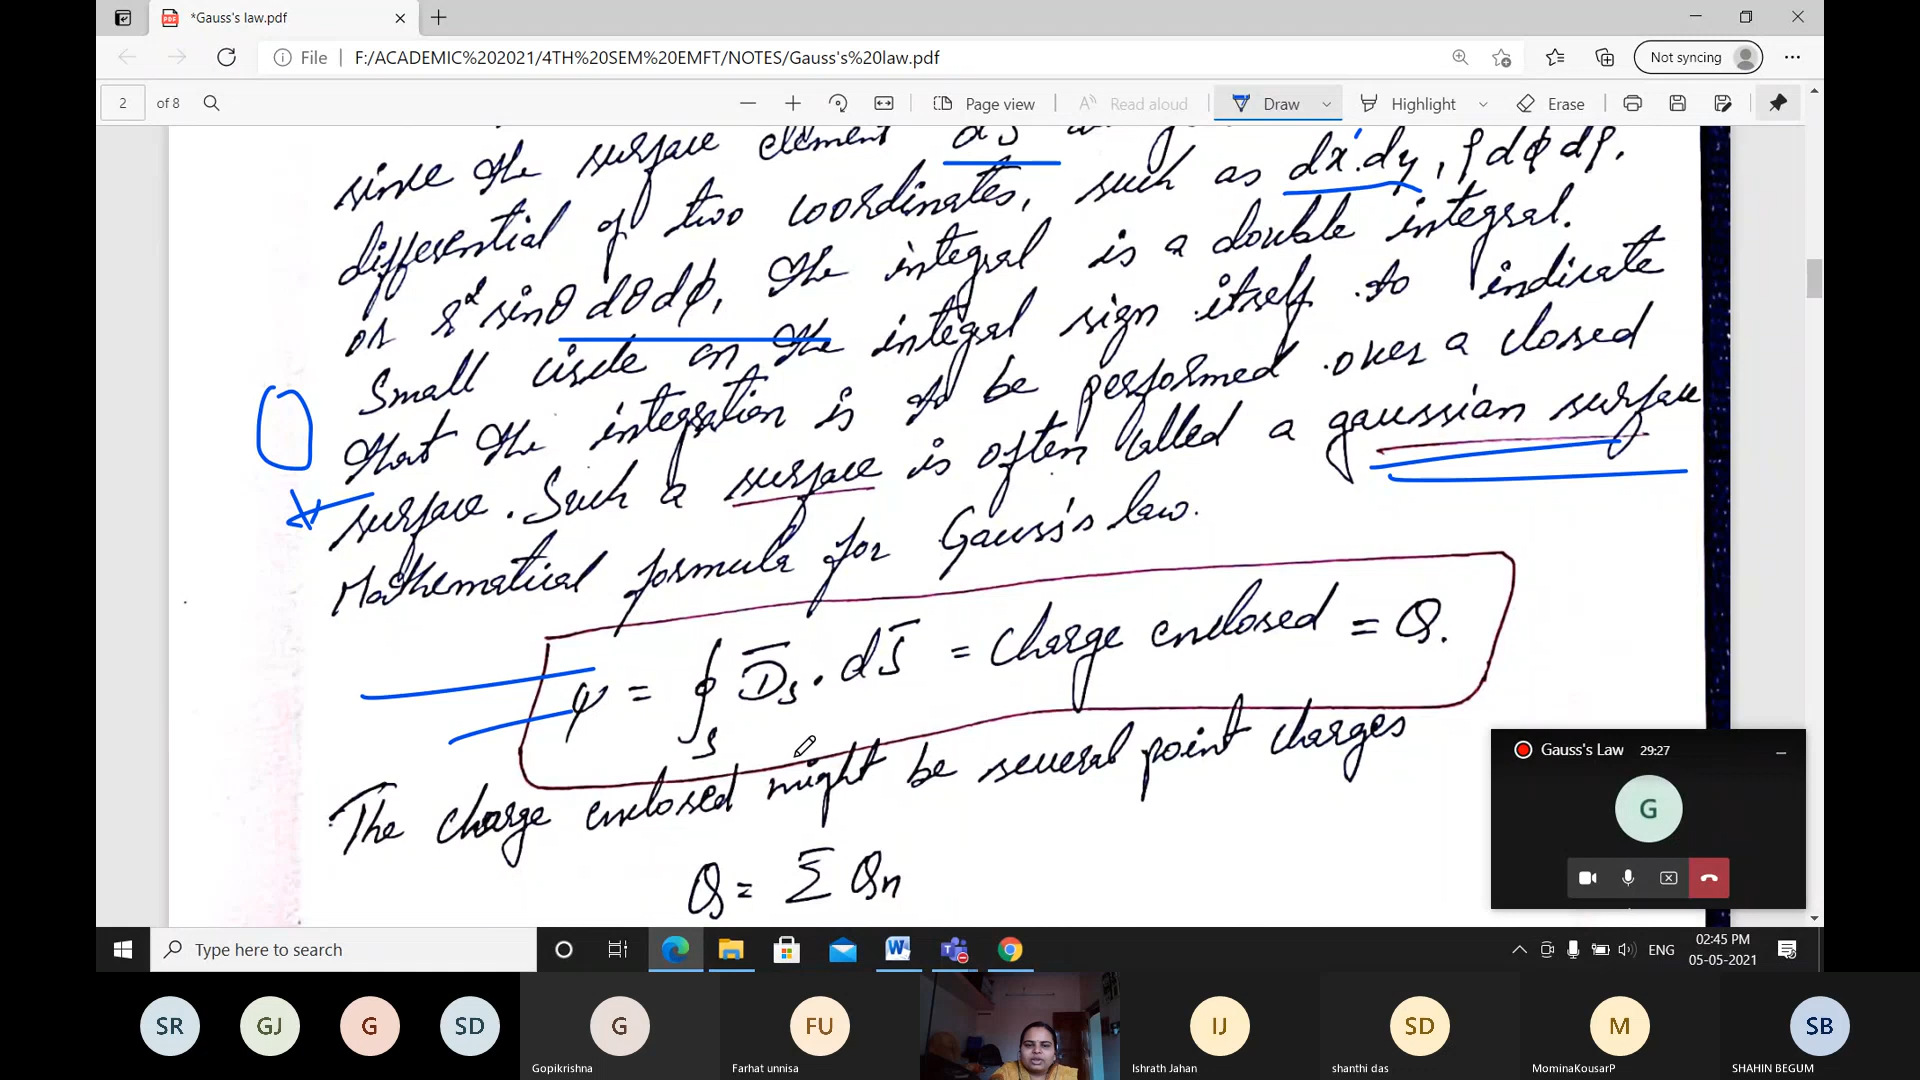 *Gauss's law.pdf
File F:/ACADEMIC%202021/4TH%20SEM%20EMFT/NOTES/Gauss's%20law.pdf
Not syncing
2 of 8
Page view
Read aloud
Draw
Highlight
Erase
since the surface element dS
differential of two coordinates, such as dx.dy, ρdφdρ.
or r² sinθ dθdφ, the integral is a double integral.
Small circle on the integral sign itself to indicate
that the integration is to be performed over a closed
surface. Such a surface is often called a gaussian surface
Mathematical formula for Gauss's law.
ψ = ∮S D̄s . dS̄ = Charge enclosed = Q.
The charge enclosed might be several point charges
Q = Σ Qn
Gauss's Law 29:27
G
Type here to search
ENG
02:45 PM
05-05-2021
SR GJ G SD G FU IJ SD M SB
Gopikrishna
Farhat unnisa
Ishrath Jahan
shanthi das
MominaKousarP
SHAHIN BEGUM